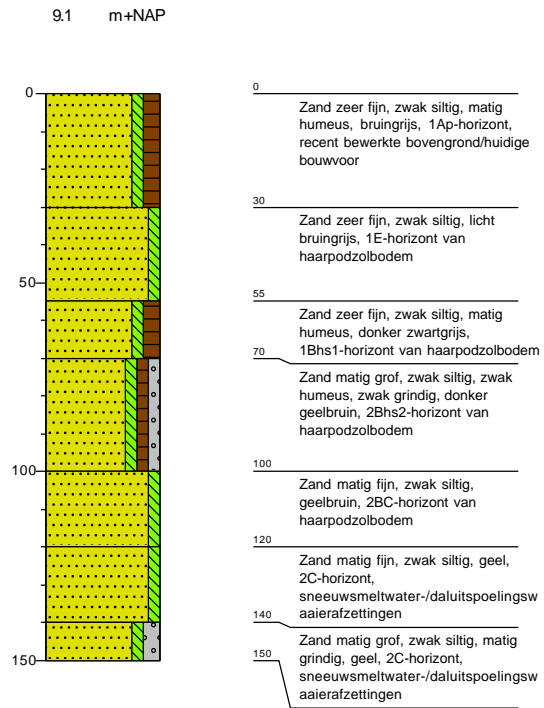 9.1 m+NAP
0
50
100
150
0
Zand zeer fijn, zwak siltig, matig
humeus, bruingrijs, 1Ap-horizont,
recent bewerkte bovengrond/huidige
bouwvoor
30
Zand zeer fijn, zwak siltig, licht
bruingrijs, 1E-horizont van
haarpodzolbodem
55
Zand zeer fijn, zwak siltig, matig
humeus, donker zwartgrijs,
1Bhs1-horizont van haarpodzolbodem
70
Zand matig grof, zwak siltig, zwak
humeus, zwak grindig, donker
geelbruin, 2Bhs2-horizont van
haarpodzolbodem
100
Zand matig fijn, zwak siltig,
geelbruin, 2BC-horizont van
haarpodzolbodem
120
Zand matig fijn, zwak siltig, geel,
2C-horizont,
sneeuwsmeltwater-/daluitspoelingsw
aaierafzettingen
140
Zand matig grof, zwak siltig, matig
grindig, geel, 2C-horizont,
sneeuwsmeltwater-/daluitspoelingsw
aaierafzettingen
150